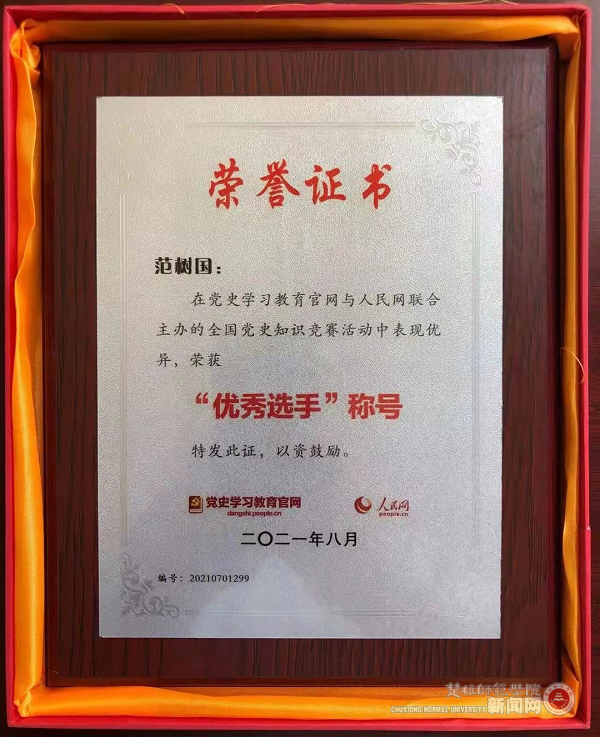 荣誉证书
范树国：
在党史学习教育官网与人民网联合
主办的全国党史知识竞赛活动中表现优
异，荣获
“优秀选手”称号
特发此证，以资鼓励。
党史学习教育官网
dangshi.people.cn
人民网
people.cn
二〇二一年八月
编号：20210701299
楚雄师范学院
CHUXIONG NORMAL UNIVERSITY
新闻网